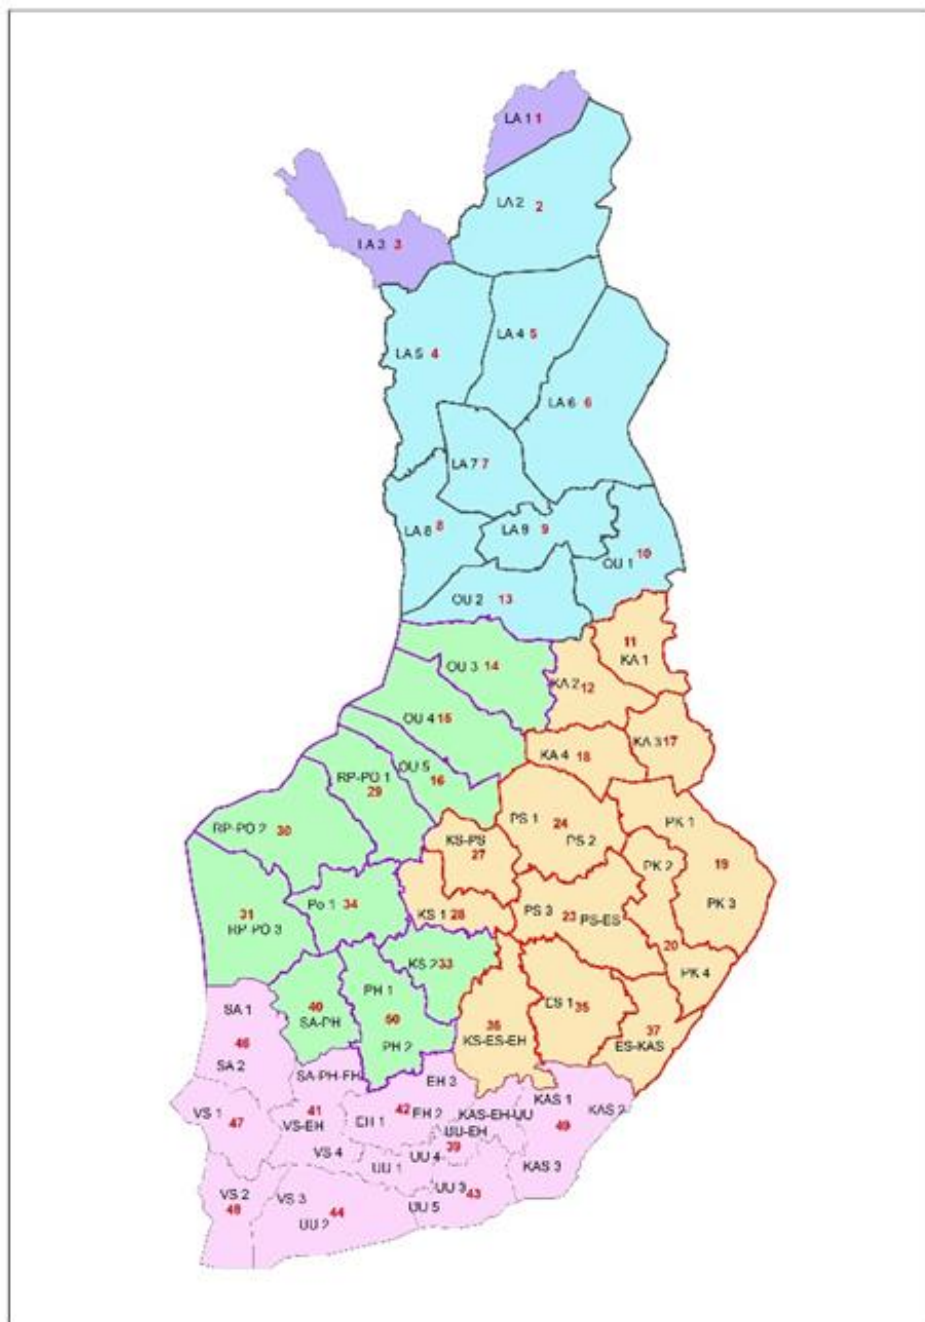 LA 1 1
LA 2 2
LA 3 3
LA 5 4
LA 4 5
LA 6 6
LA 7 7
LA 8 8
LA 9 9
OU 1 10
OU 2 13
11
KA 1
OU 3 14
KA 2 12
OU 4 15
KA 3 17
KA 4 18
OU 5
16
RP-PO 1
29
RP-PO 2 30
PS 1 24
PS 2
PK 1
KS-PS
27
PK 2
19
PK 3
Po 1 34
31
RP-PO 3
KS 1 28
PS 3 23
PS-ES
20
KS 2 33
PK 4
PH 1
50
PH 2
40
SA-PH
SA 1
46
SA 2
36
KS-ES-EH
ES 1 35
37
ES-KAS
SA-PH-EH
EH 3
VS 1
47
41
VS-EH
EH 1
42
EH 2
KAS-EH-UU
UU-EH
39
KAS 1
KAS 2
49
VS 4
UU 1
UU 4
KAS 3
VS 2
48
VS 3
UU 2 44
UU 3
43
UU 5